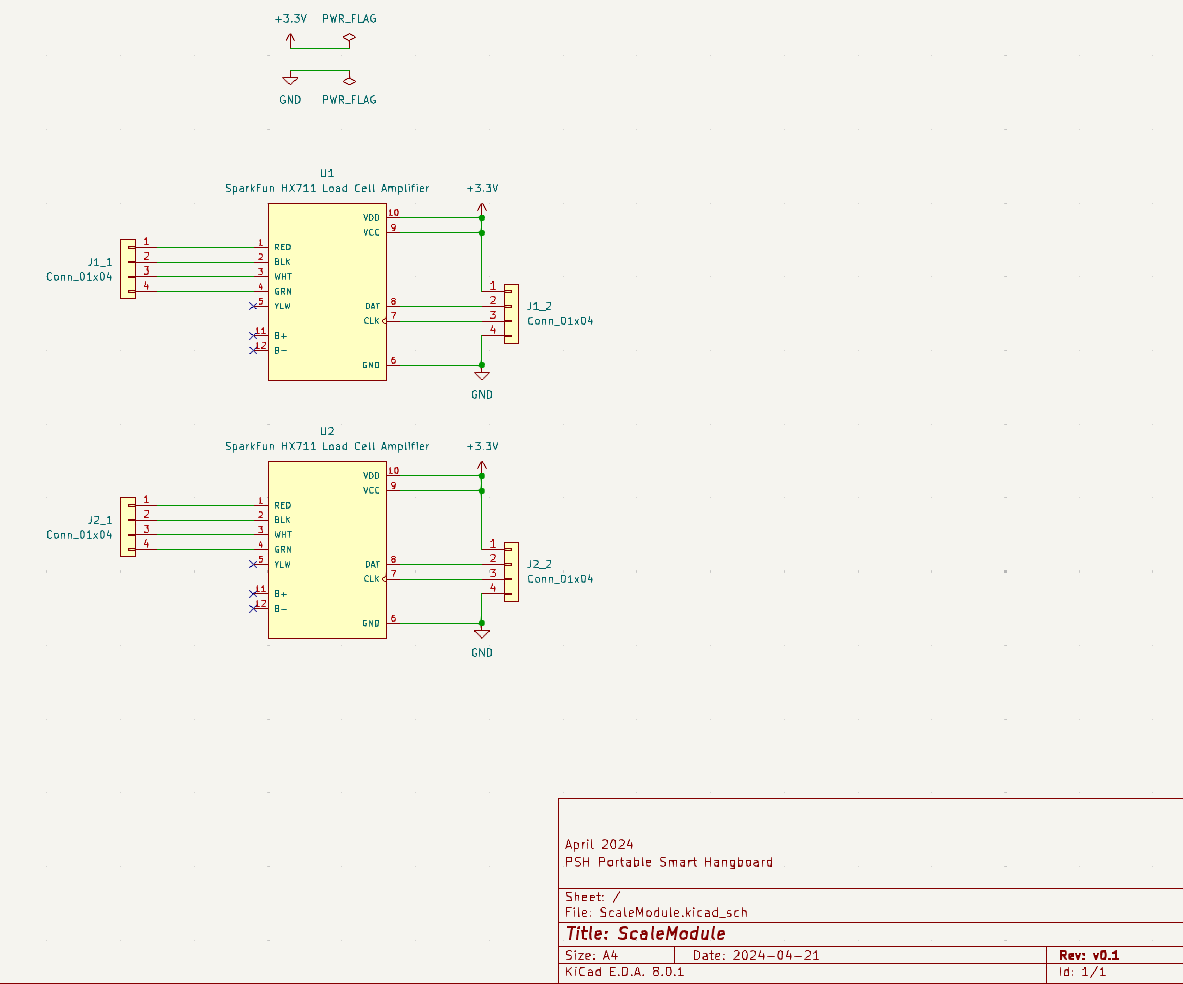 +3.3V PWR_FLAG
GND PWR_FLAG
U1
SparkFun HX711 Load Cell Amplifier +3.3V
VDD 10
VCC 9
J1_1
Conn_01x04
1 1 RED
2 2 BLK
3 3 WHT
4 4 GRN
5 YLW
11 B+
12 B-
DAT 8
CLK 7
GND 6
1
2
3
4
J1_2
Conn_01x04
GND
U2
SparkFun HX711 Load Cell Amplifier +3.3V
VDD 10
VCC 9
J2_1
Conn_01x04
1 1 RED
2 2 BLK
3 3 WHT
4 4 GRN
5 YLW
11 B+
12 B-
DAT 8
CLK 7
GND 6
1
2
3
4
J2_2
Conn_01x04
GND
April 2024
PSH Portable Smart Hangboard
Sheet: /
File: ScaleModule.kicad_sch
Title: ScaleModule
Size: A4 Date: 2024-04-21 Rev: v0.1
KiCad E.D.A. 8.0.1 Id: 1/1